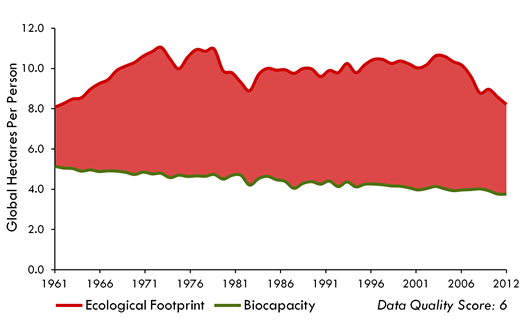 12.0
10.0
8.0
6.0
4.0
2.0
0.0
Global Hectares Per Person
1961 1966 1971 1976 1981 1986 1991 1996 2001 2006 2012
Ecological Footprint Biocapacity Data Quality Score: 6